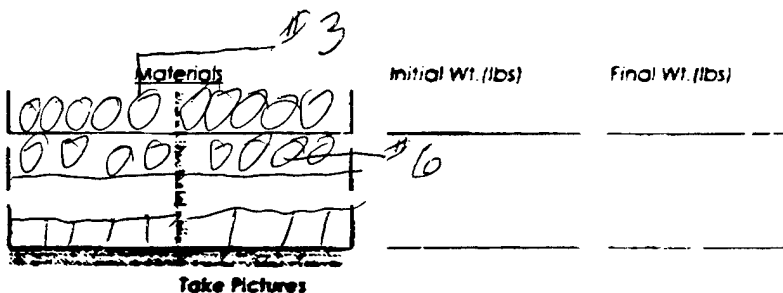 #3
Materials Initial Wt.(lbs) Final Wt.(lbs)
#6
Take Pictures